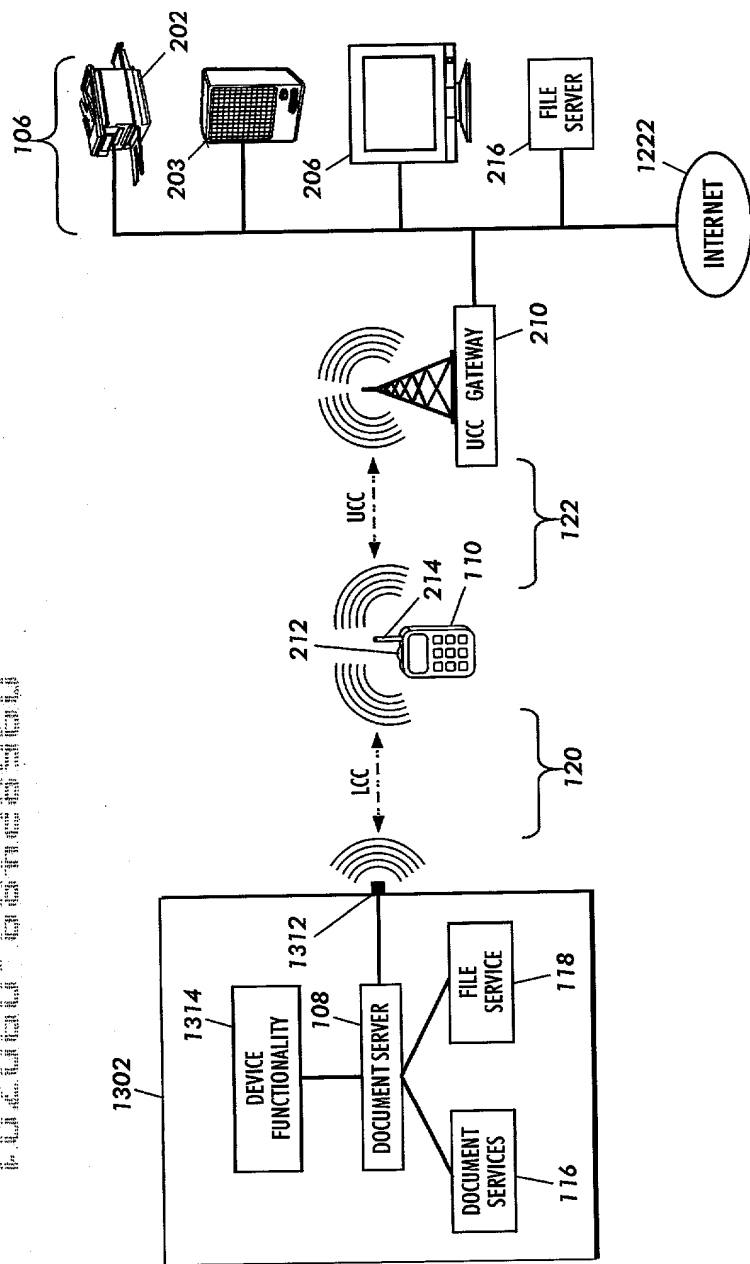 106
202
203
206
216
FILE
SERVER
1222
INTERNET
210
UCC GATEWAY
UCC
122
212
214
110
LCC
120
1302
1312
1314
DEVICE
FUNCTIONALITY
108
DOCUMENT SERVER
DOCUMENT
SERVICES
116
FILE
SERVICE
118